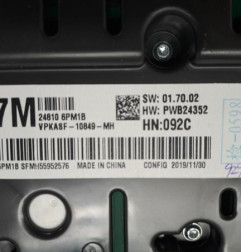 7M
24810 6PM1B
VPKASF-10849-MH
SW: 01.70.02
HW: PWB24352
HN:092C
6PM1B SFMH55952576
MADE IN CHINA
CONFIQ 2019/11/30